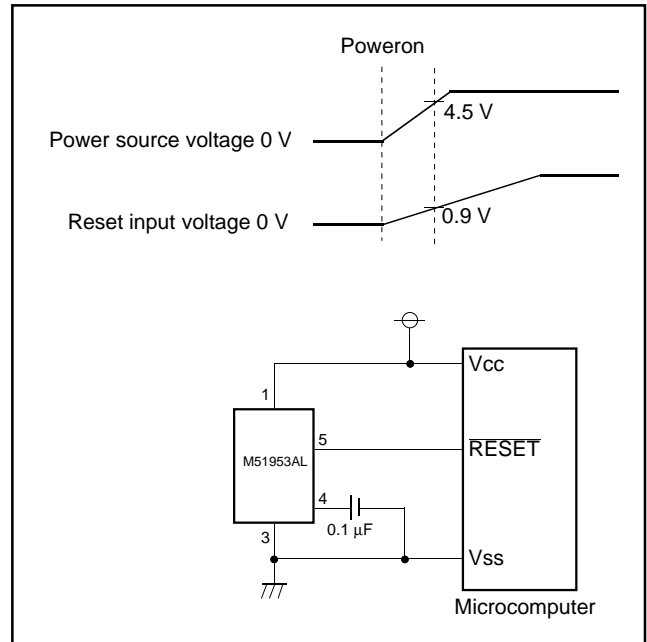 Poweron
4.5 V
Power source voltage 0 V
0.9 V
Reset input voltage 0 V
Vcc
1
5
RESET
M51953AL
4
0.1 μF
3
Vss
Microcomputer